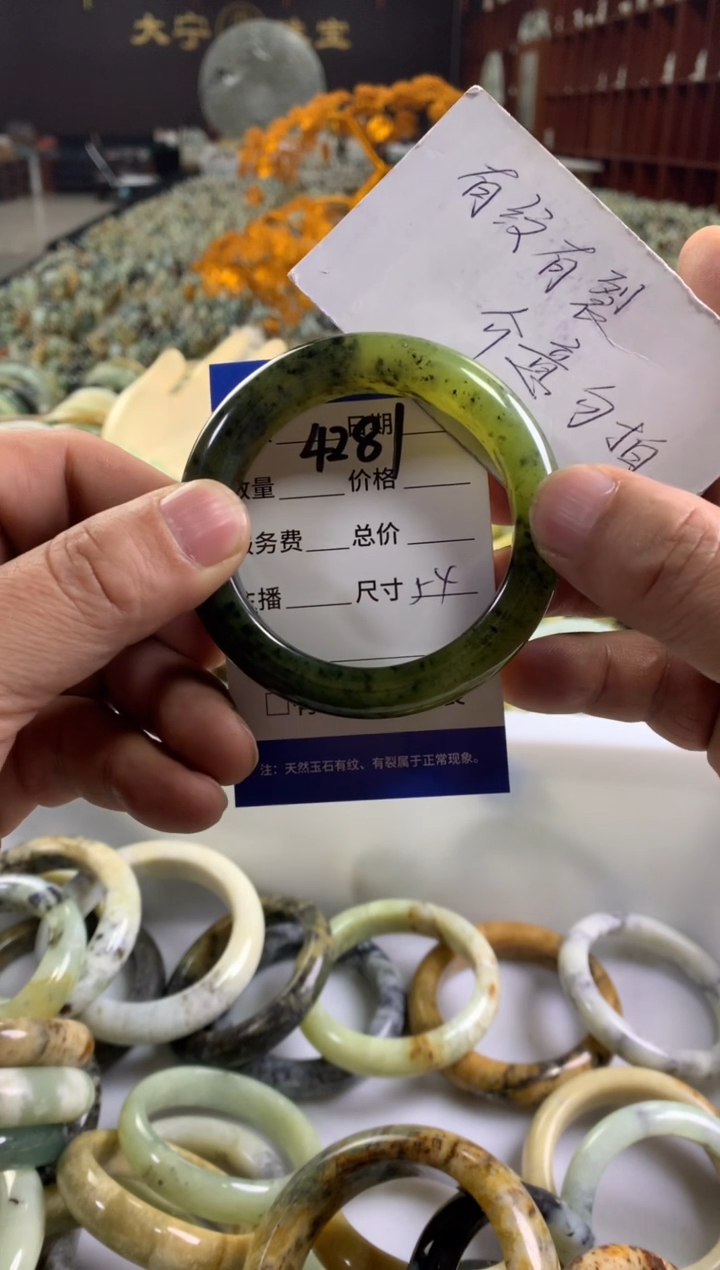 大宁
宝
有纹有裂
介意勿拍
日期
4281
数量 价格
服务费 总价
主播 尺寸 54
注：天然玉石有纹、有裂属于正常现象。